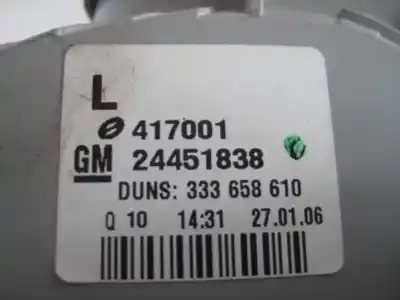 L
417001
GM 24451838
DUNS: 333 658 610
Q 10 14:31 27.01.06